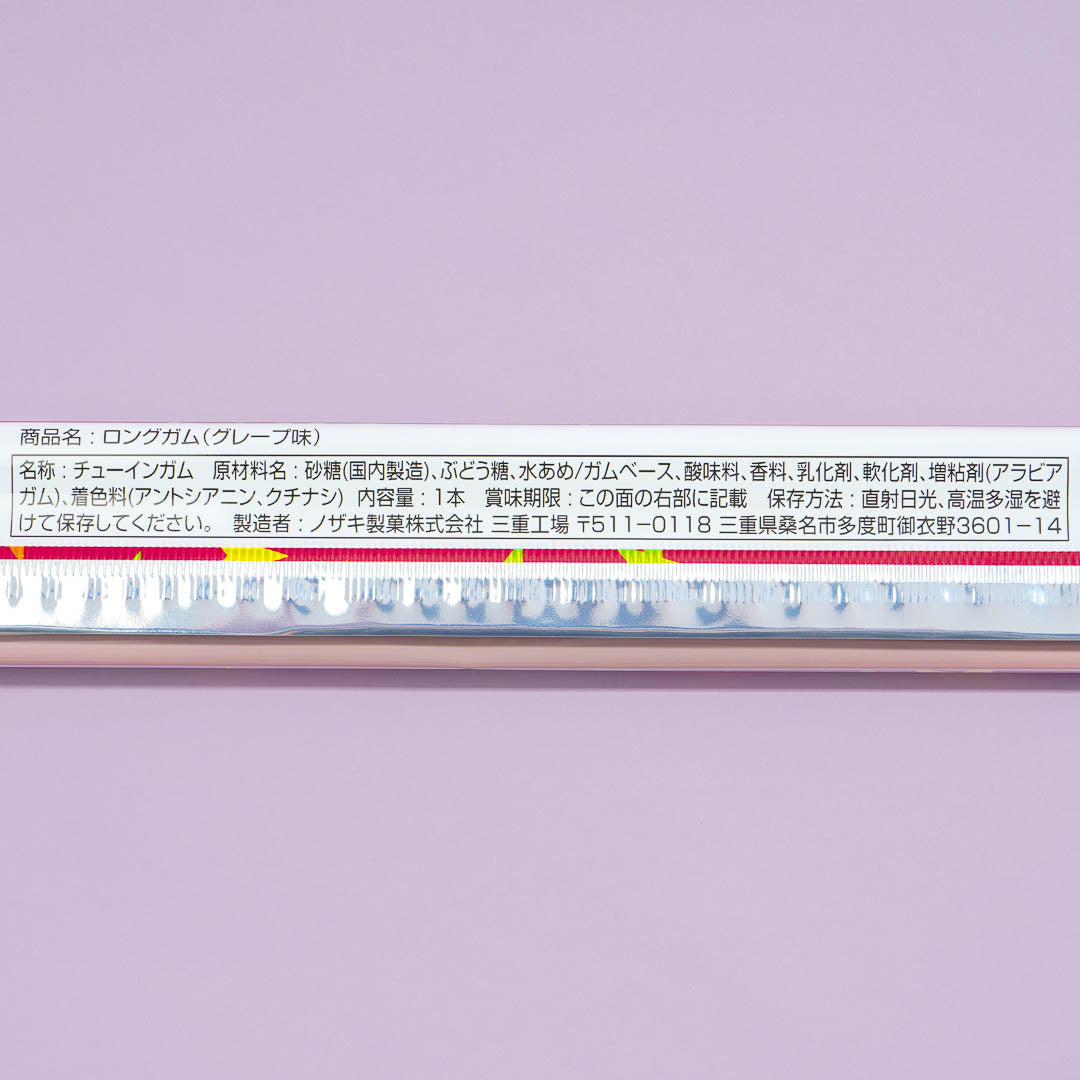 商品名：ロングガム（グレープ味）
名称：チューインガム　原材料名：砂糖(国内製造)、ぶどう糖、水あめ/ガムベース、酸味料、香料、乳化剤、軟化剤、増粘剤(アラビア
ガム)、着色料(アントシアニン、クチナシ)　内容量：1本　賞味期限：この面の右部に記載　保存方法：直射日光、高温多湿を避
けて保存してください。　製造者：ノザキ製菓株式会社 三重工場 〒511－0118 三重県桑名市多度町御衣野3601－14